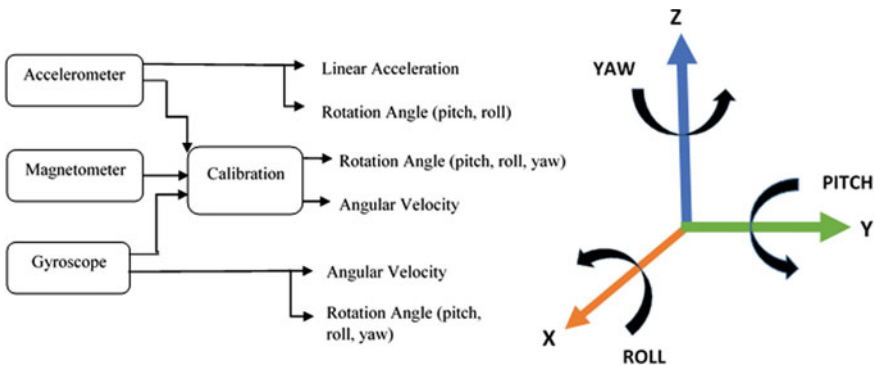 Accelerometer
Linear Acceleration
Rotation Angle (pitch, roll)
Magnetometer
Calibration
Rotation Angle (pitch, roll, yaw)
Angular Velocity
Gyroscope
Angular Velocity
Rotation Angle (pitch,
roll, yaw)
Z
YAW
PITCH
Y
X
ROLL